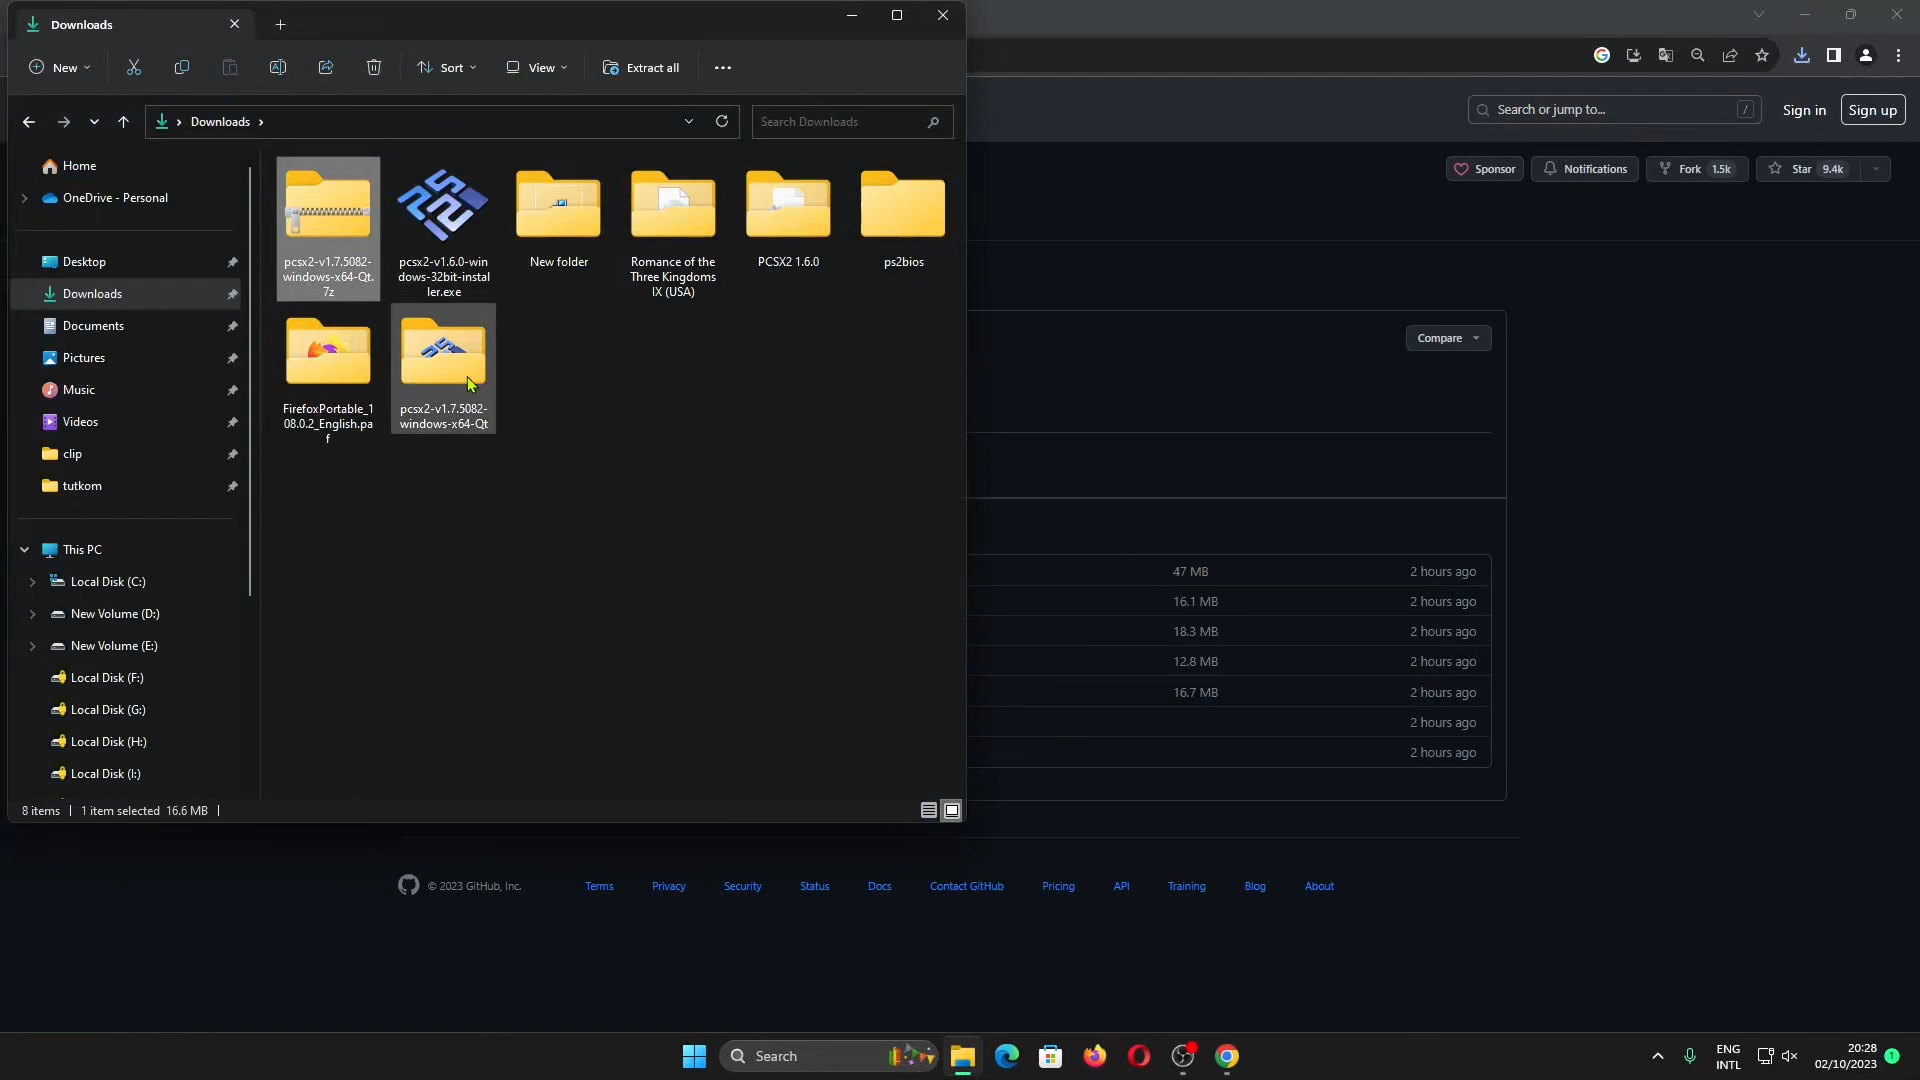 Downloads
New
Sort
View
Extract all
Downloads
Search Downloads
Home
OneDrive - Personal
Desktop
Downloads
Documents
Pictures
Music
Videos
clip
tutkom
This PC
Local Disk (C:)
New Volume (D:)
New Volume (E:)
Local Disk (F:)
Local Disk (G:)
Local Disk (H:)
Local Disk (I:)
pcsx2-v1.7.5082-
windows-x64-Qt.
7z
pcsx2-v1.6.0-win
dows-32bit-instal
ler.exe
New folder
Romance of the
Three Kingdoms
IX (USA)
PCSX2 1.6.0
ps2bios
FirefoxPortable_1
08.0.2_English.pa
f
pcsx2-v1.7.5082-
windows-x64-Qt
8 items
1 item selected 16.6 MB
Search or jump to...
/
Sign in
Sign up
Sponsor
Notifications
Fork 1.5k
Star 9.4k
Compare
47 MB 2 hours ago
16.1 MB 2 hours ago
18.3 MB 2 hours ago
12.8 MB 2 hours ago
16.7 MB 2 hours ago
2 hours ago
2 hours ago
© 2023 GitHub, Inc.
Terms
Privacy
Security
Status
Docs
Contact GitHub
Pricing
API
Training
Blog
About
Search
ENG
INTL
20:28
02/10/2023
1